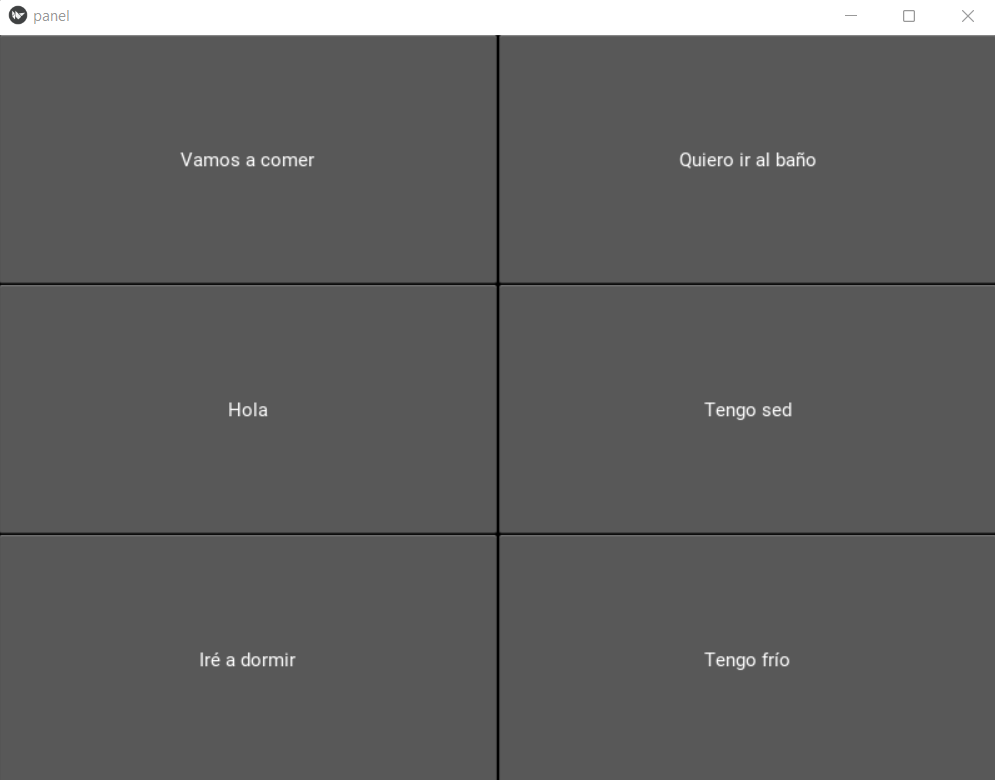 panel
Vamos a comer
Quiero ir al baño
Hola
Tengo sed
Iré a dormir
Tengo frío